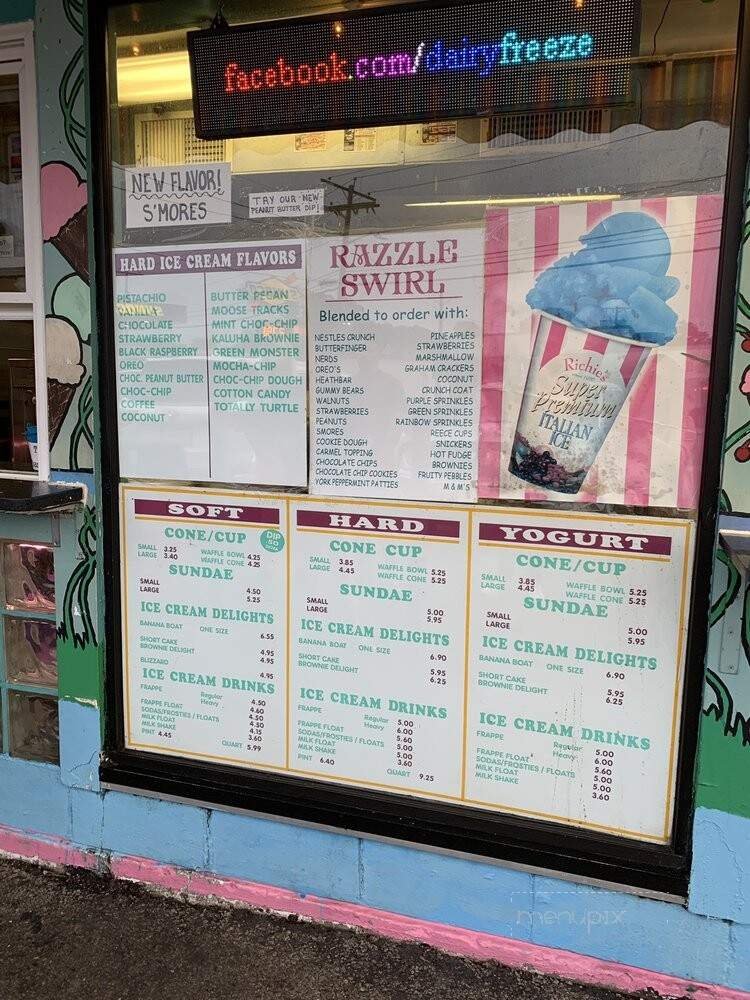 facebook.com/dairyfreeze
NEW FLAVOR!
S'MORES
TRY OUR NEW
PEANUT BUTTER DIP!
HARD ICE CREAM FLAVORS
PISTACHIO
CHOCOLATE
STRAWBERRY
BLACK RASPBERRY
OREO
CHOC. PEANUT BUTTER
CHOC-CHIP
COFFEE
COCONUT
BUTTER PECAN
MOOSE TRACKS
MINT CHOC-CHIP
KALUHA BROWNIE
GREEN MONSTER
MOCHA-CHIP
CHOC-CHIP DOUGH
COTTON CANDY
TOTALLY TURTLE
RAZZLE
SWIRL
Blended to order with:
NESTLES CRUNCH
BUTTERFINGER
NERDS
OREO'S
HEATHBAR
GUMMY BEARS
WALNUTS
STRAWBERRIES
PEANUTS
SMORES
COOKIE DOUGH
CARMEL TOPPING
CHOCOLATE CHIPS
CHOCOLATE CHIP COOKIES
YORK PEPPERMINT PATTIES
PINEAPPLES
STRAWBERRIES
MARSHMALLOW
GRAHAM CRACKERS
COCONUT
CRUNCH COAT
PURPLE SPRINKLES
GREEN SPRINKLES
RAINBOW SPRINKLES
REECE CUPS
SNICKERS
HOT FUDGE
BROWNIES
FRUITY PEBBLES
M & M'S
Richie's
Super
Premium
ITALIAN
ICE
SOFT
CONE CUP
DIP
50
SMALL 3.25
LARGE 3.40
WAFFLE BOWL 4.25
WAFFLE CONE 4.25
SUNDAE
SMALL 4.50
LARGE 5.25
ICE CREAM DELIGHTS
BANANA BOAT ONE SIZE 6.55
SHORT CAKE 4.95
BROWNIE DELIGHT 4.95
BLIZZARD 4.95
ICE CREAM DRINKS
FRAPPE Regular 4.50
Heavy 4.60
FRAPPE FLOAT 4.50
SODAS/FROSTIES / FLOATS 4.50
MILK FLOAT 4.15
MILK SHAKE 3.60
PINT 4.45 QUART 5.99
HARD
CONE CUP
SMALL 3.85
LARGE 4.45
WAFFLE BOWL 5.25
WAFFLE CONE 5.25
SUNDAE
SMALL 5.00
LARGE 5.95
ICE CREAM DELIGHTS
BANANA BOAT ONE SIZE 6.90
SHORT CAKE 5.95
BROWNIE DELIGHT 6.25
ICE CREAM DRINKS
FRAPPE Regular 5.00
Heavy 6.00
FRAPPE FLOAT 5.60
SODAS/FROSTIES / FLOATS 5.00
MILK FLOAT 5.00
MILK SHAKE 3.60
PINT 6.40 QUART 9.25
YOGURT
CONE/CUP
SMALL 3.85
LARGE 4.45
WAFFLE BOWL 5.25
WAFFLE CONE 5.25
SUNDAE
SMALL 5.00
LARGE 5.95
ICE CREAM DELIGHTS
BANANA BOAT ONE SIZE 6.90
SHORT CAKE 5.95
BROWNIE DELIGHT 6.25
ICE CREAM DRINKS
FRAPPE Regular 5.00
Heavy 6.00
FRAPPE FLOAT 5.60
SODAS/FROSTIES / FLOATS 5.00
MILK FLOAT 5.00
MILK SHAKE 3.60
menupix